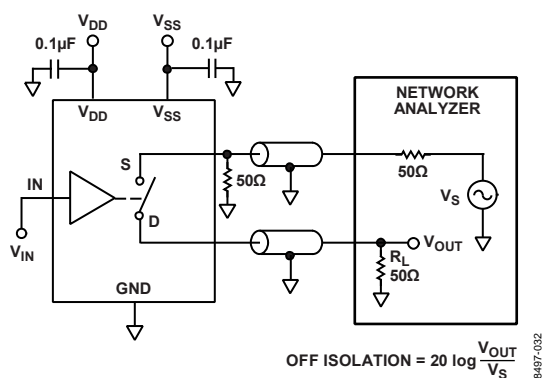 VDD
VSS
0.1µF
0.1µF
VDD
VSS
NETWORK
ANALYZER
S
50Ω
50Ω
VS
IN
D
VIN
VOUT
RL
50Ω
GND
OFF ISOLATION = 20 log VOUT/VS
8497-032